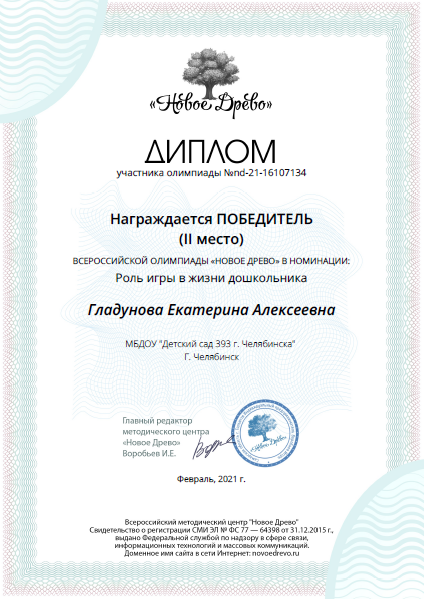 «Новое Древо»
ДИПЛОМ
участника олимпиады №nd-21-16107134
Награждается ПОБЕДИТЕЛЬ
(II место)
ВСЕРОССИЙСКОЙ ОЛИМПИАДЫ «НОВОЕ ДРЕВО» В НОМИНАЦИИ:
Роль игры в жизни дошкольника
Гладунова Екатерина Алексеевна
МБДОУ "Детский сад 393 г. Челябинска"
Г. Челябинск
Главный редактор
методического центра
«Новое Древо»
Воробьев И.Е.
«Новое Древо»
Февраль, 2021 г.
Всероссийский методический центр "Новое Древо"
Свидетельство о регистрации СМИ ЭЛ № ФС 77 — 64398 от 31.12.2015 г.,
выдано Федеральной службой по надзору в сфере связи,
информационных технологий и массовых коммуникаций.
Доменное имя сайта в сети Интернет: novoedrevo.ru